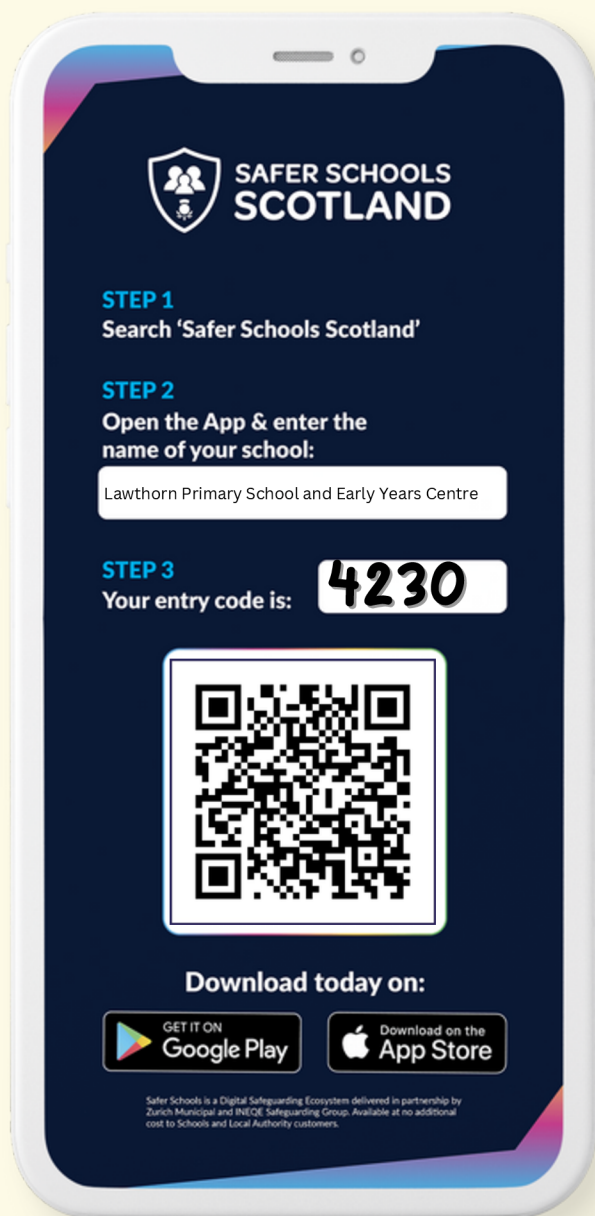 SAFER SCHOOLS
SCOTLAND
STEP 1
Search ‘Safer Schools Scotland’
STEP 2
Open the App & enter the
name of your school:
Lawthorn Primary School and Early Years Centre
STEP 3
Your entry code is:
4230
Download today on:
GET IT ON
Google Play
Download on the
App Store
Safer Schools is a Digital Safeguarding Ecosystem delivered in partnership by
Zurich Municipal and INEQE Safeguarding Group. Available at no additional
cost to Schools and Local Authority customers.